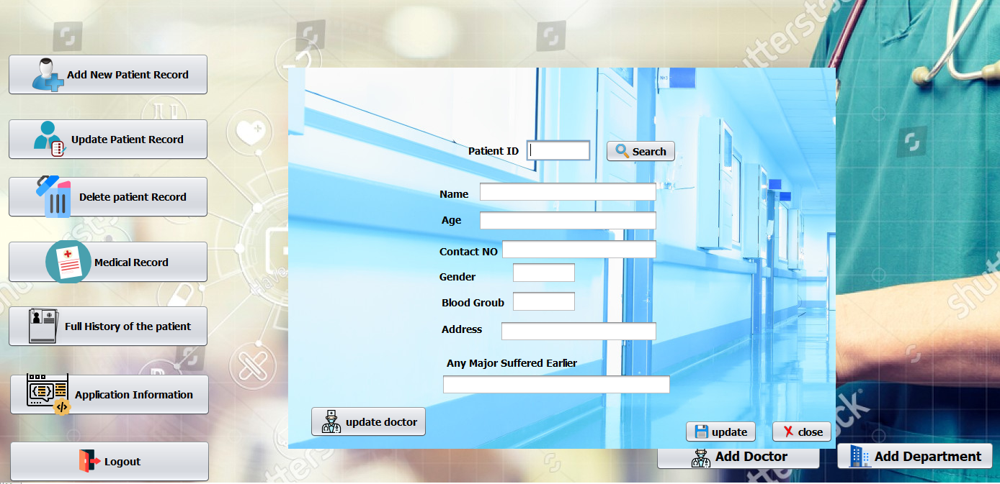 Add New Patient Record
Update Patient Record
Delete patient Record
Medical Record
Full History of the patient
Application Information
Logout
Patient ID
Search
Name
Age
Contact NO
Gender
Blood Groub
Address
Any Major Suffered Earlier
update doctor
update
close
Add Doctor
Add Department
shutterstock